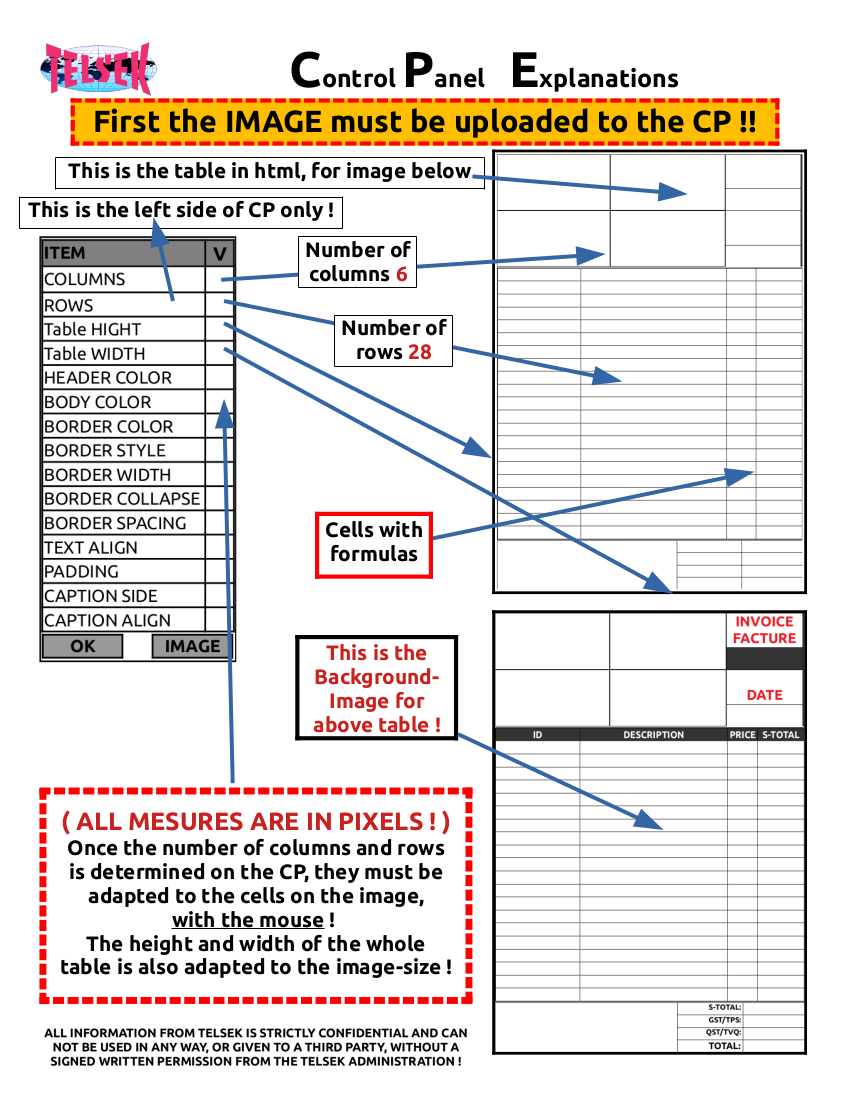 TELSEK
Control Panel Explanations
First the IMAGE must be uploaded to the CP !!
This is the table in html, for image below
This is the left side of CP only !
ITEM V
COLUMNS
ROWS
Table HIGHT
Table WIDTH
HEADER COLOR
BODY COLOR
BORDER COLOR
BORDER STYLE
BORDER WIDTH
BORDER COLLAPSE
BORDER SPACING
TEXT ALIGN
PADDING
CAPTION SIDE
CAPTION ALIGN
OK IMAGE
Number of
columns 6
Number of
rows 28
Cells with
formulas
This is the
Background-
Image for
above table !
INVOICE
FACTURE
DATE
ID DESCRIPTION PRICE S-TOTAL
S-TOTAL:
GST/TPS:
QST/TVQ:
TOTAL:
( ALL MESURES ARE IN PIXELS ! )
Once the number of columns and rows
is determined on the CP, they must be
adapted to the cells on the image,
with the mouse !
The height and width of the whole
table is also adapted to the image-size !
ALL INFORMATION FROM TELSEK IS STRICTLY CONFIDENTIAL AND CAN
NOT BE USED IN ANY WAY, OR GIVEN TO A THIRD PARTY, WITHOUT A
SIGNED WRITTEN PERMISSION FROM THE TELSEK ADMINISTRATION !